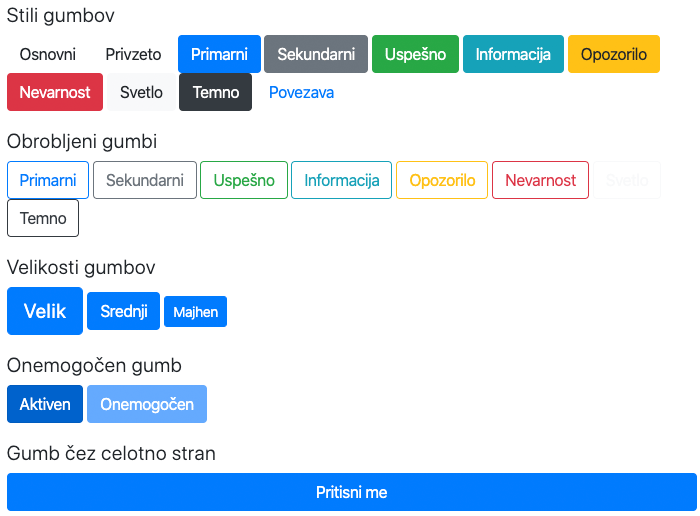 Stili gumbov
Osnovni Privzeto Primarni Sekundarni Uspešno Informacija Opozorilo
Nevarnost Svetlo Temno Povezava
Obrobljeni gumbi
Primarni Sekundarni Uspešno Informacija Opozorilo Nevarnost Svetlo
Temno
Velikosti gumbov
Velik Srednji Majhen
Onemogočen gumb
Aktiven Onemogočen
Gumb čez celotno stran
Pritisni me